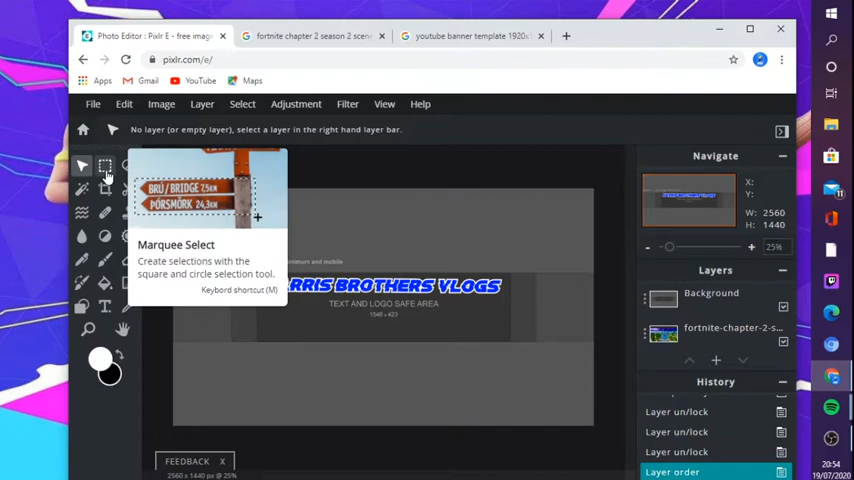 Photo Editor : Pixlr E - free imag
fortnite chapter 2 season 2 scene
youtube banner template 1920x
pixlr.com/e/
Apps
Gmail
YouTube
Maps
File
Edit
Image
Layer
Select
Adjustment
Filter
View
Help
No layer (or empty layer), select a layer in the right hand layer bar.
BRÚ/BRIDGE 7,5KM
ÞÓRSMÖRK 24,3KM
Marquee Select
Create selections with the
square and circle selection tool.
Keybord shortcut (M)
RRIS BROTHERS VLOGS
TEXT AND LOGO SAFE AREA
1546 x 423
Navigate
X:
Y:
W: 2560
H: 1440
25%
Layers
Background
fortnite-chapter-2-s...
History
Layer un/lock
Layer un/lock
Layer un/lock
Layer order
FEEDBACK X
2560 x 1440 px @ 25%
20:54
19/07/2020